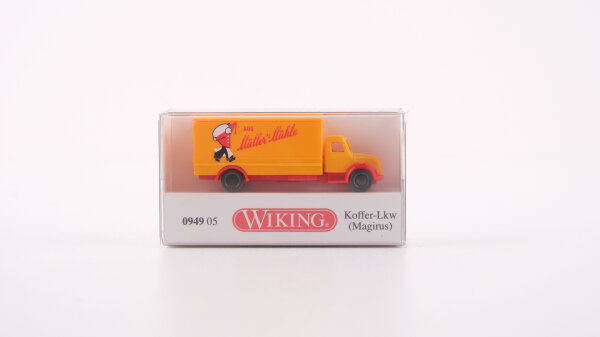 AUS
Müller's Mühle
0949 05
WIKING
Koffer-Lkw
(Magirus)